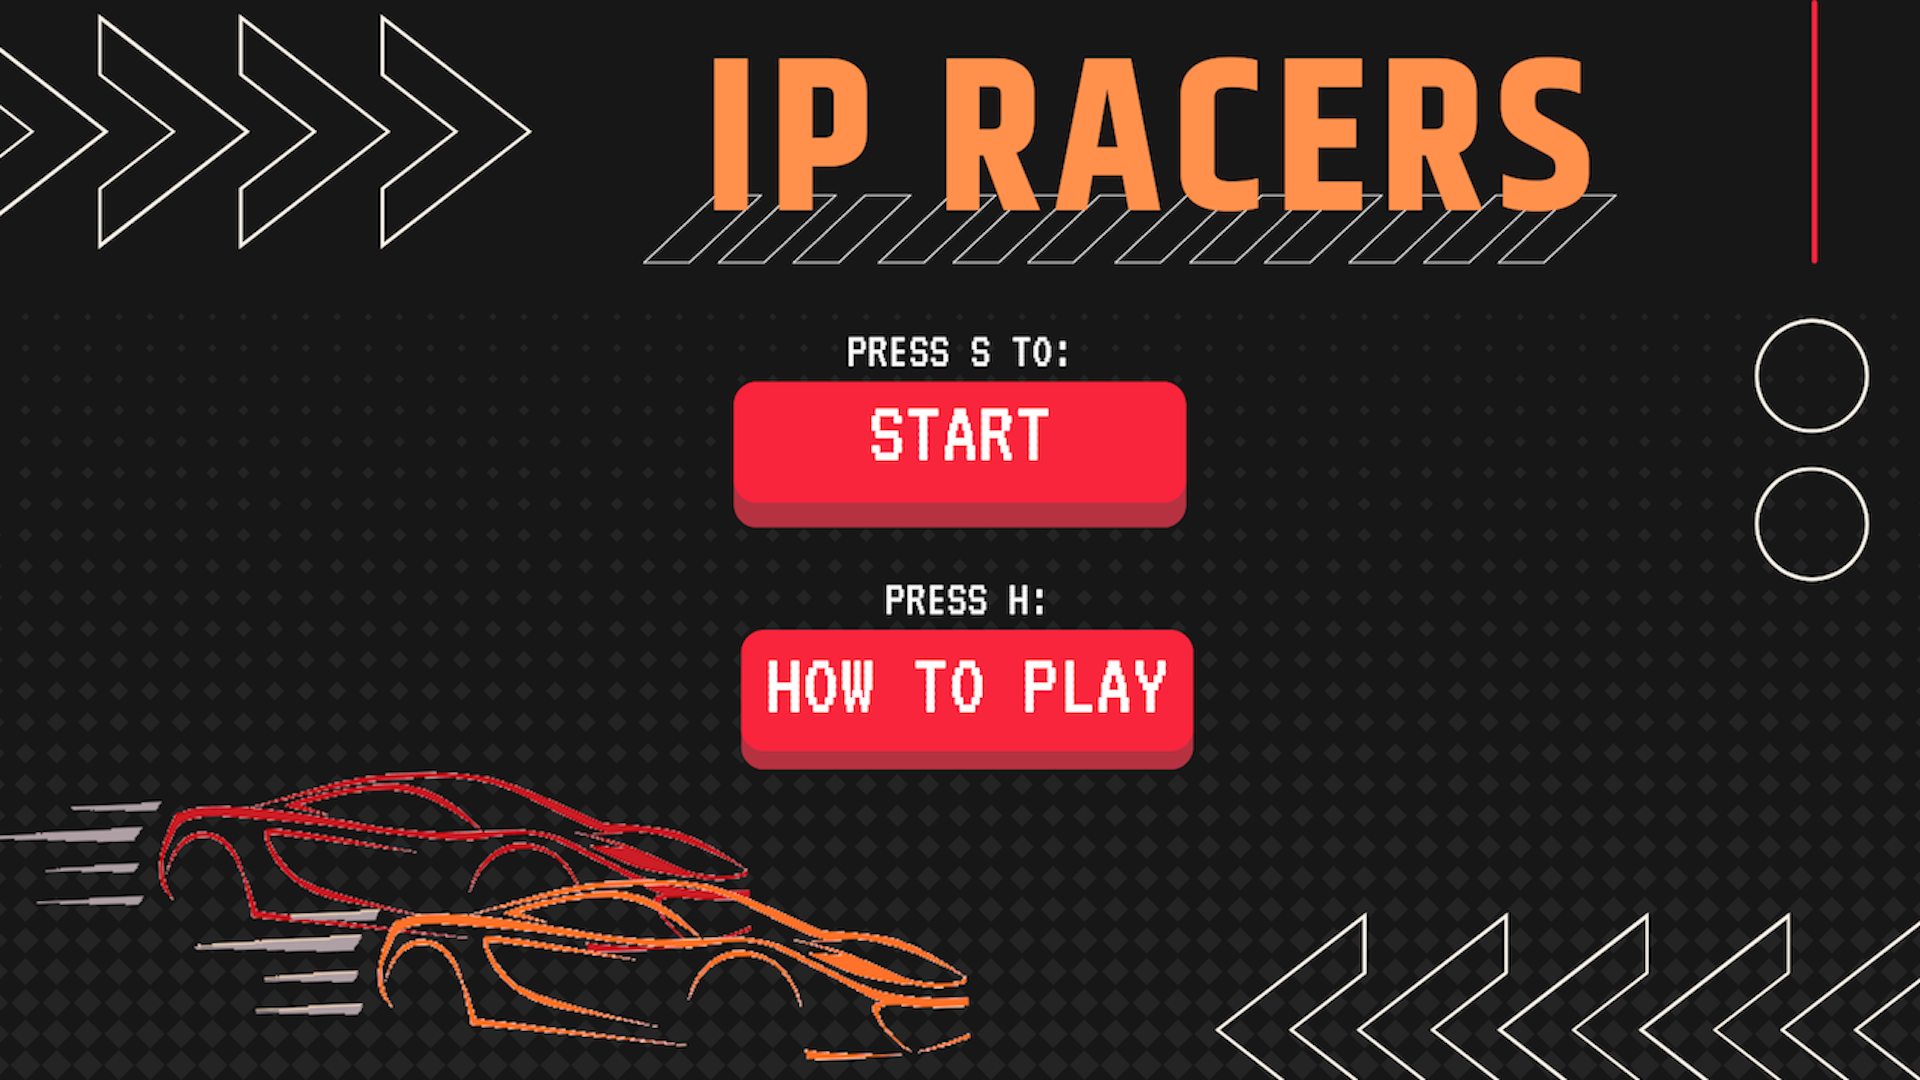 IP RACERS
PRESS S TO:
START
PRESS H:
HOW TO PLAY